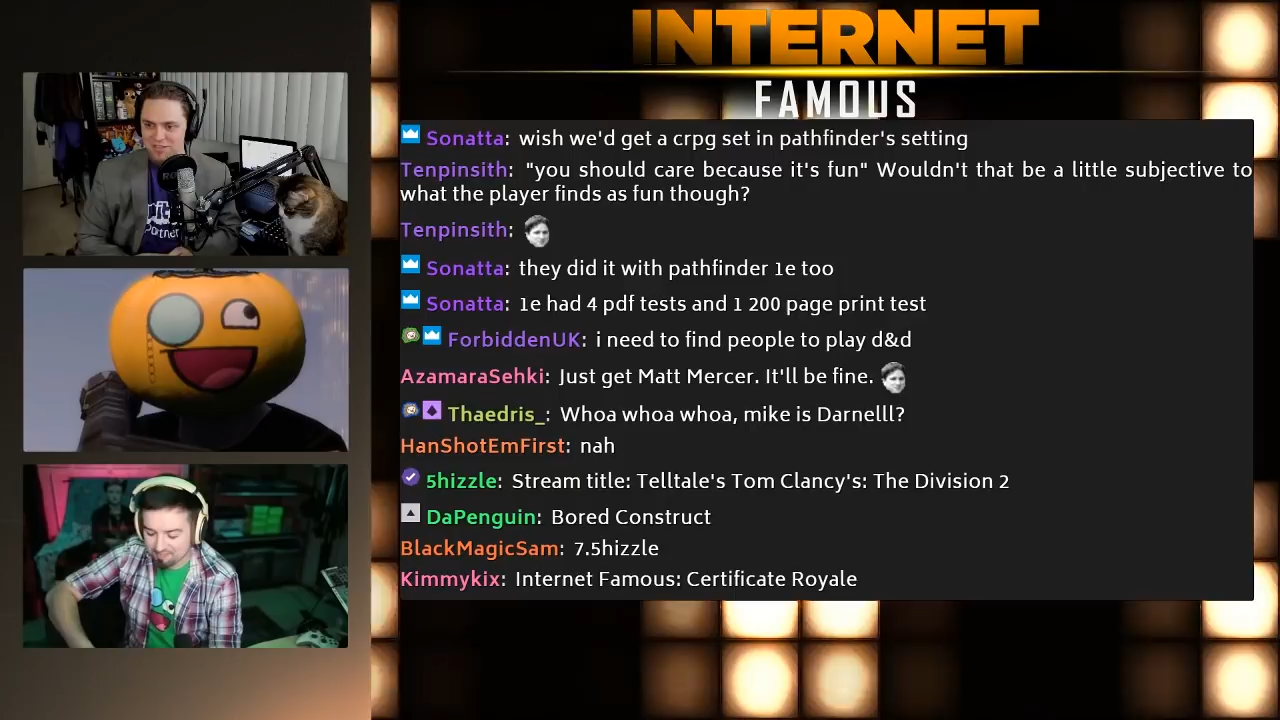 INTERNET
FAMOUS
Sonatta: wish we'd get a crpg set in pathfinder's setting
Tenpinsith: "you should care because it's fun" Wouldn't that be a little subjective to
what the player finds as fun though?
Tenpinsith:
Sonatta: they did it with pathfinder 1e too
Sonatta: 1e had 4 pdf tests and 1 200 page print test
ForbiddenUK: i need to find people to play d&d
AzamaraSehki: Just get Matt Mercer. It'll be fine.
Thaedris_: Whoa whoa whoa, mike is Darnelll?
HanShotEmFirst: nah
5hizzle: Stream title: Telltale's Tom Clancy's: The Division 2
DaPenguin: Bored Construct
BlackMagicSam: 7.5hizzle
Kimmykix: Internet Famous: Certificate Royale